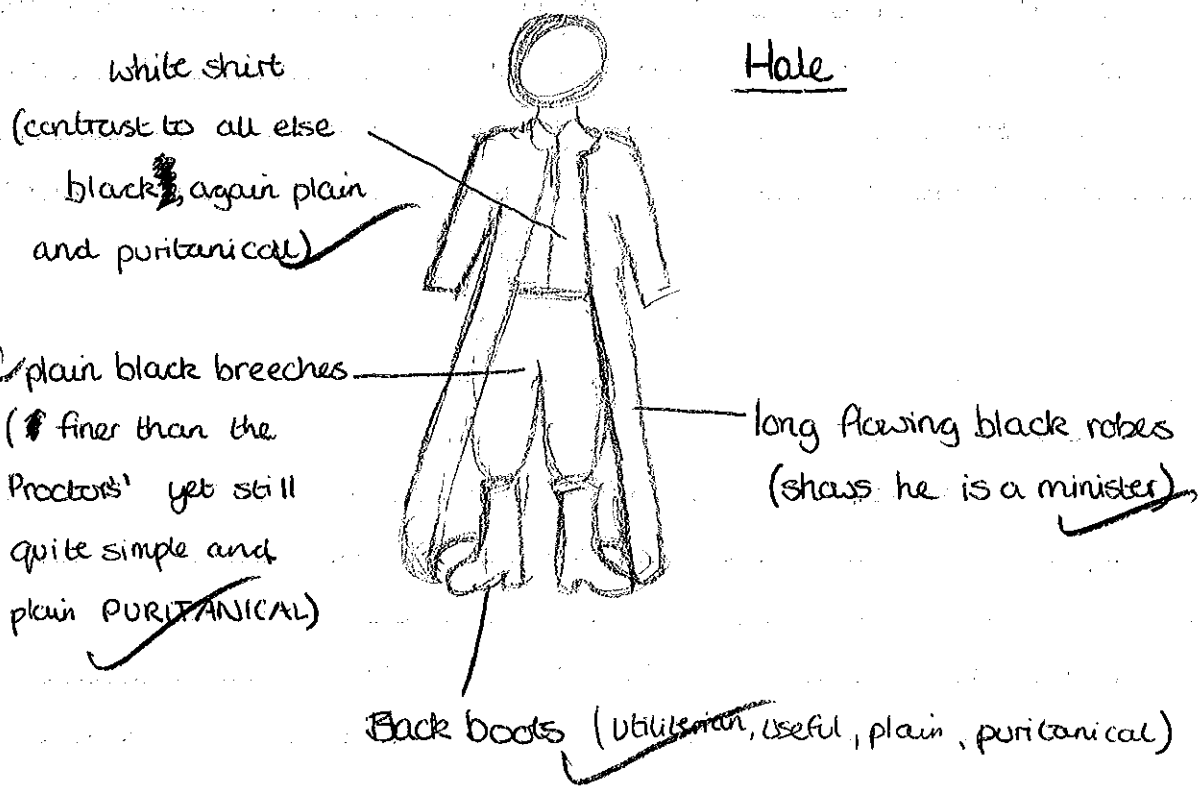 Hale
white shirt
(contrast to all else
black, again plain
and puritanical)
plain black breeches
(finer than the
Proctors' yet still
quite simple and
plain PURITANICAL)
long flowing black robes
(shows he is a minister),
Back boots (utiliterian, useful, plain, puritanical)